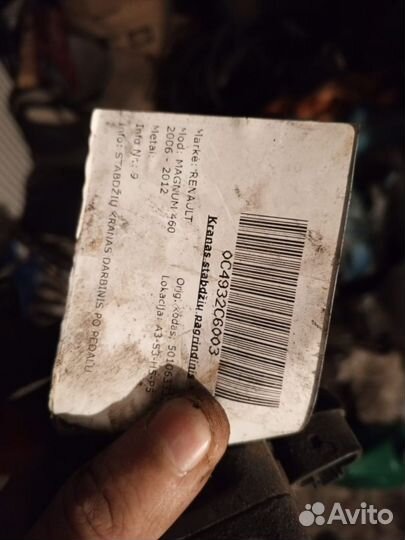 0C4932C6003
Kranas stabdžių pagrindinis
Markė: RENAULT
Mod: MAGNUM 460
2006 - 2012
Metai:
Orig. kodas,
Lokacija: A3-S3-H5P5
Info Nr.: 9
Info: STABDŽIŲ KRANAS DARBINIS PO PEDALU
Avito